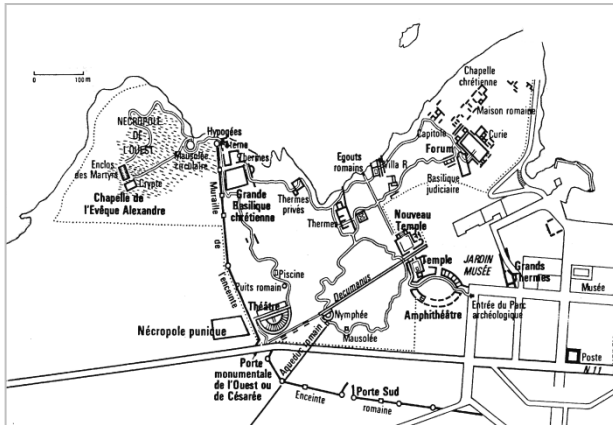 0 100m
NECROPOLE
DE
L'OUEST
Hypogées
Mausolée
circulaire
Enclos
des Martyrs
Crypte
Chapelle de
l'Evêque Alexandre
Thermes
Grande
Basilique
chrétienne
Muraille
de
l'enceinte
Thermes
privés
Egouts
romains
Villa R.
Thermes
Chapelle
chrétienne
Maison romaine
Capitole
Curie
Forum
Basilique
judiciaire
Nouveau
Temple
Temple
JARDIN
MUSÉE
Grands
Thermes
Musée
Entrée du Parc
archéologique
Amphithéâtre
Decumanus
Piscine
Puits romain
Théâtre
Nymphée
Mausolée
Nécropole punique
Aqueduc romain
Porte
monumentale
de l'Ouest ou
de Césarée
Porte Sud
Enceinte
romaine
Poste
N 11